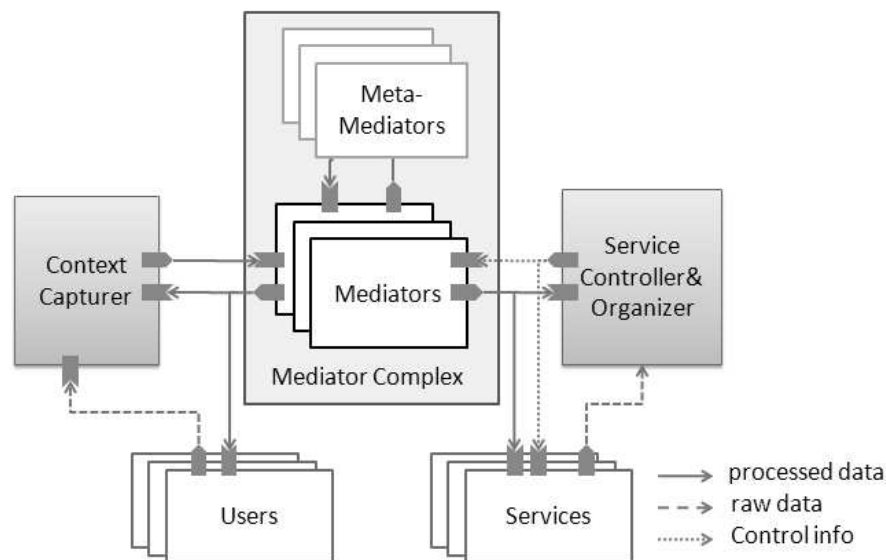 Meta-
Mediators
Context
Capturer
Mediators
Service
Controller&
Organizer
Mediator Complex
Users
Services
processed data
raw data
Control info